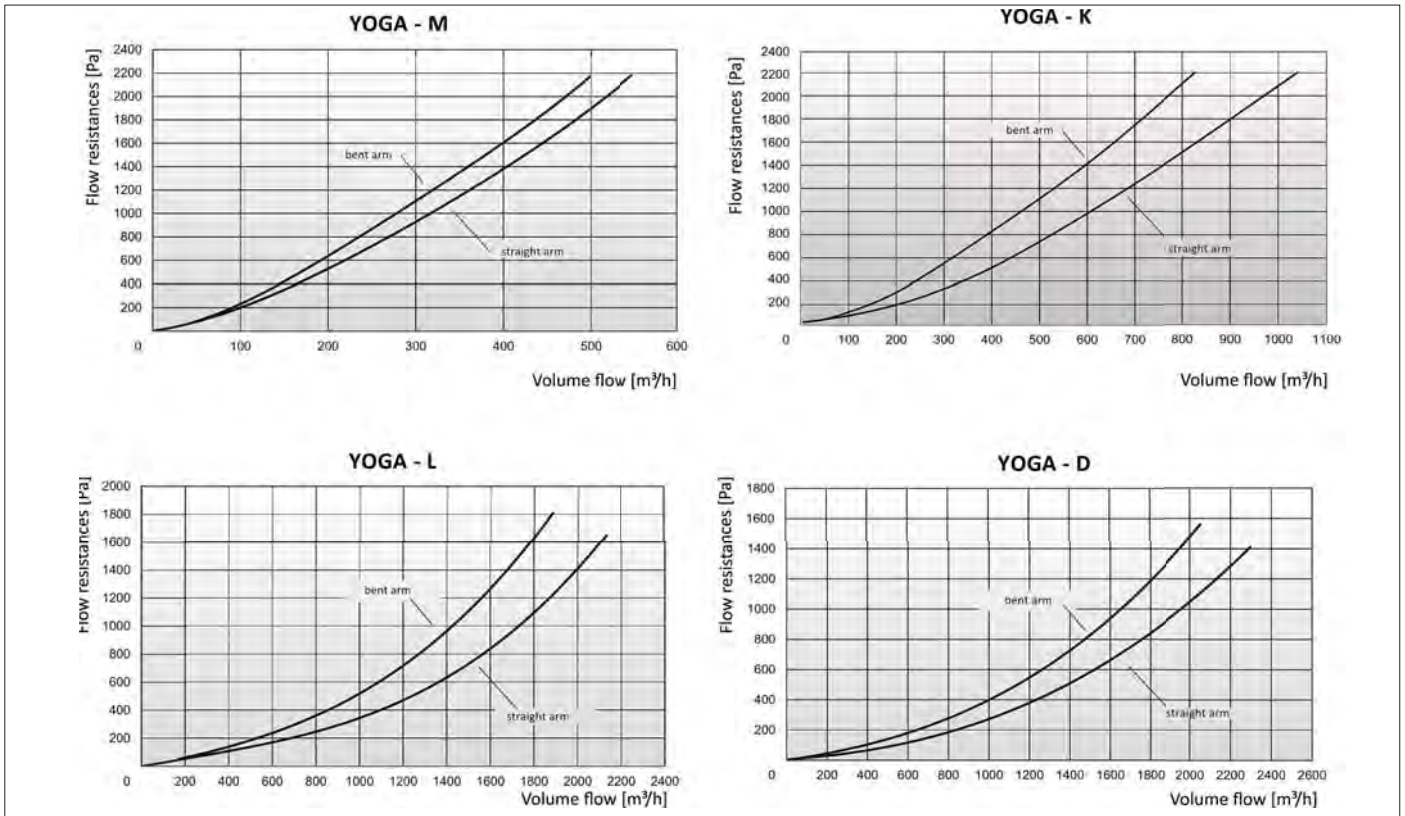 YOGA - M
Flow resistances [Pa]
2400
2200
2000
1800
1600
1400
1200
1000
800
600
400
200
bent arm
straight arm
0 100 200 300 400 500 600
Volume flow [m³/h]
YOGA - K
Flow resistances [Pa]
2400
2200
2000
1800
1600
1400
1200
1000
800
600
400
200
bent arm
straight arm
0 100 200 300 400 500 600 700 800 900 1000 1100
Volume flow [m³/h]
YOGA - L
Flow resistances [Pa]
2000
1800
1600
1400
1200
1000
800
600
400
200
bent arm
straight arm
0 200 400 600 800 1000 1200 1400 1600 1800 2000 2200 2400
Volume flow [m³/h]
YOGA - D
Flow resistances [Pa]
1800
1600
1400
1200
1000
800
600
400
200
bent arm
straight arm
0 200 400 600 800 1000 1200 1400 1600 1800 2000 2200 2400 2600
Volume flow [m³/h]